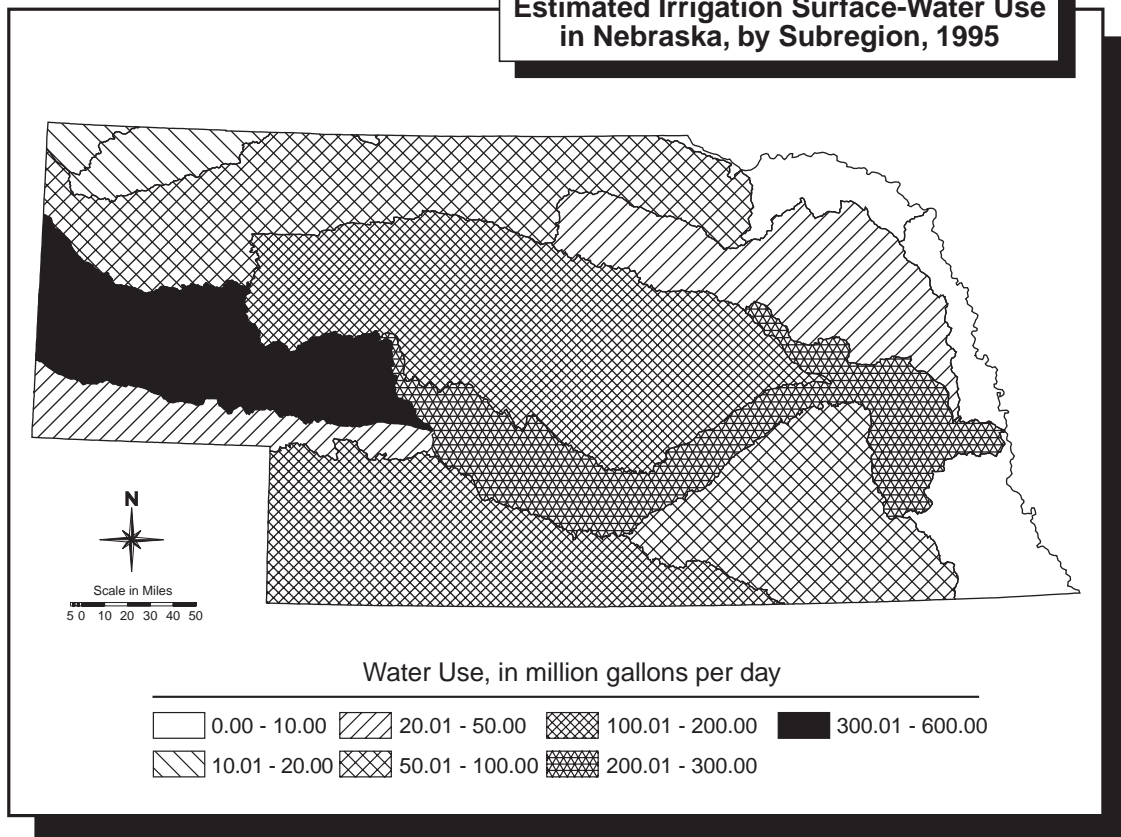 Estimated Irrigation Surface-Water Use
in Nebraska, by Subregion, 1995
N
Scale in Miles
5 0 10 20 30 40 50
Water Use, in million gallons per day
0.00 - 10.00 20.01 - 50.00 100.01 - 200.00 300.01 - 600.00
10.01 - 20.00 50.01 - 100.00 200.01 - 300.00